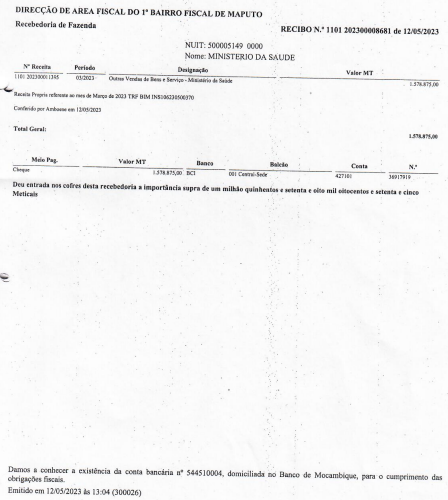 DIRECÇÃO DE AREA FISCAL DO 1º BAIRRO FISCAL DE MAPUTO
Recebedoria de Fazenda
RECIBO N.º 1101 202300008681 de 12/05/2023
NUIT: 500005149 0000
Nome: MINISTERIO DA SAUDE
Nº Receita Período Designação Valor MT
1101 202300011395 03/2023 Outras Vendas de Bens e Serviço - Ministério da Saúde 1.578.875,00
Receita Propria referente ao mes de Março de 2023 TRF BIM INS106230500370
Conferido por Ambasse em 12/05/2023
Total Geral: 1.578.875,00
Meio Pag. Valor MT Banco Balcão Conta N.º
Cheque 1.578.875,00 BCI 001 Central-Sede 427101 36917919
Deu entrada nos cofres desta recebedoria a importância supra de um milhão quinhentos e setenta e oito mil oitocentos e setenta e cinco
Meticais
Damos a conhecer a existência da conta bancária nº 544510004, domiciliada no Banco de Mocambique, para o cumprimento das
obrigações fiscais.
Emitido em 12/05/2023 às 13:04 (300026)